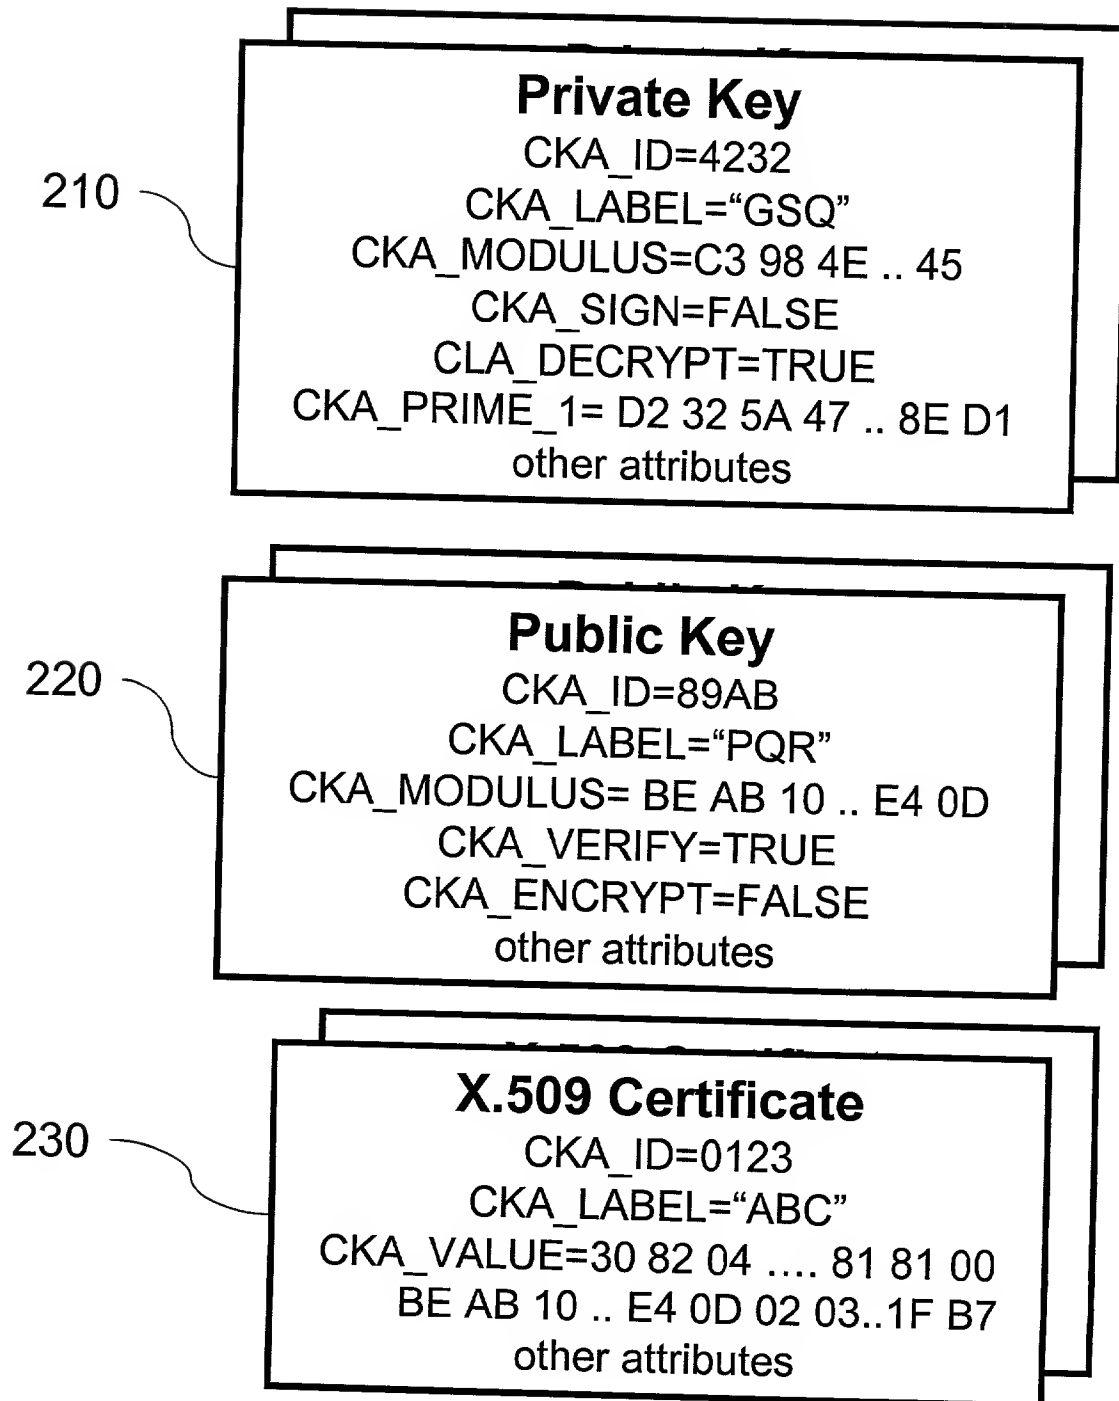 Private Key
210
CKA_ID=4232
CKA_LABEL=“GSQ”
CKA_MODULUS=C3 98 4E .. 45
CKA_SIGN=FALSE
CLA_DECRYPT=TRUE
CKA_PRIME_1= D2 32 5A 47 .. 8E D1
other attributes
Public Key
220
CKA_ID=89AB
CKA_LABEL=“PQR”
CKA_MODULUS= BE AB 10 .. E4 0D
CKA_VERIFY=TRUE
CKA_ENCRYPT=FALSE
other attributes
X.509 Certificate
230
CKA_ID=0123
CKA_LABEL=“ABC”
CKA_VALUE=30 82 04 .... 81 81 00
BE AB 10 .. E4 0D 02 03..1F B7
other attributes